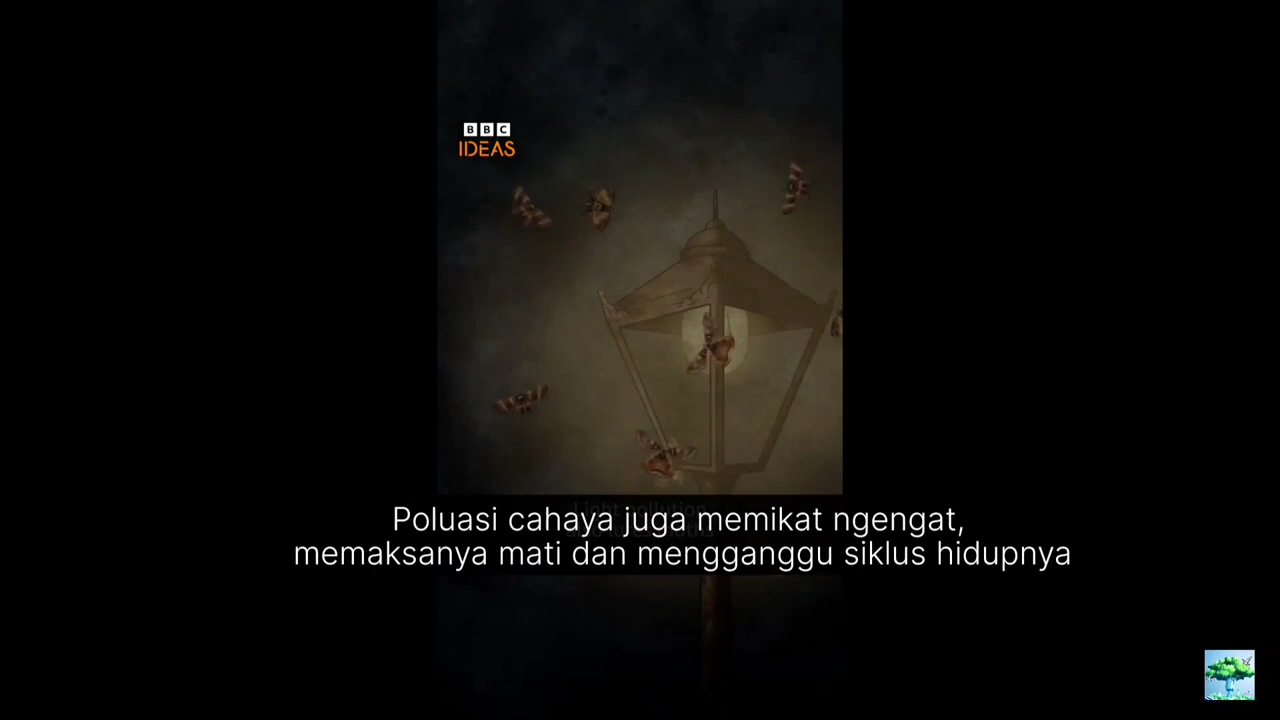 BBC
IDEAS
Poluasi cahaya juga memikat ngengat,
memaksanya mati dan mengganggu siklus hidupnya